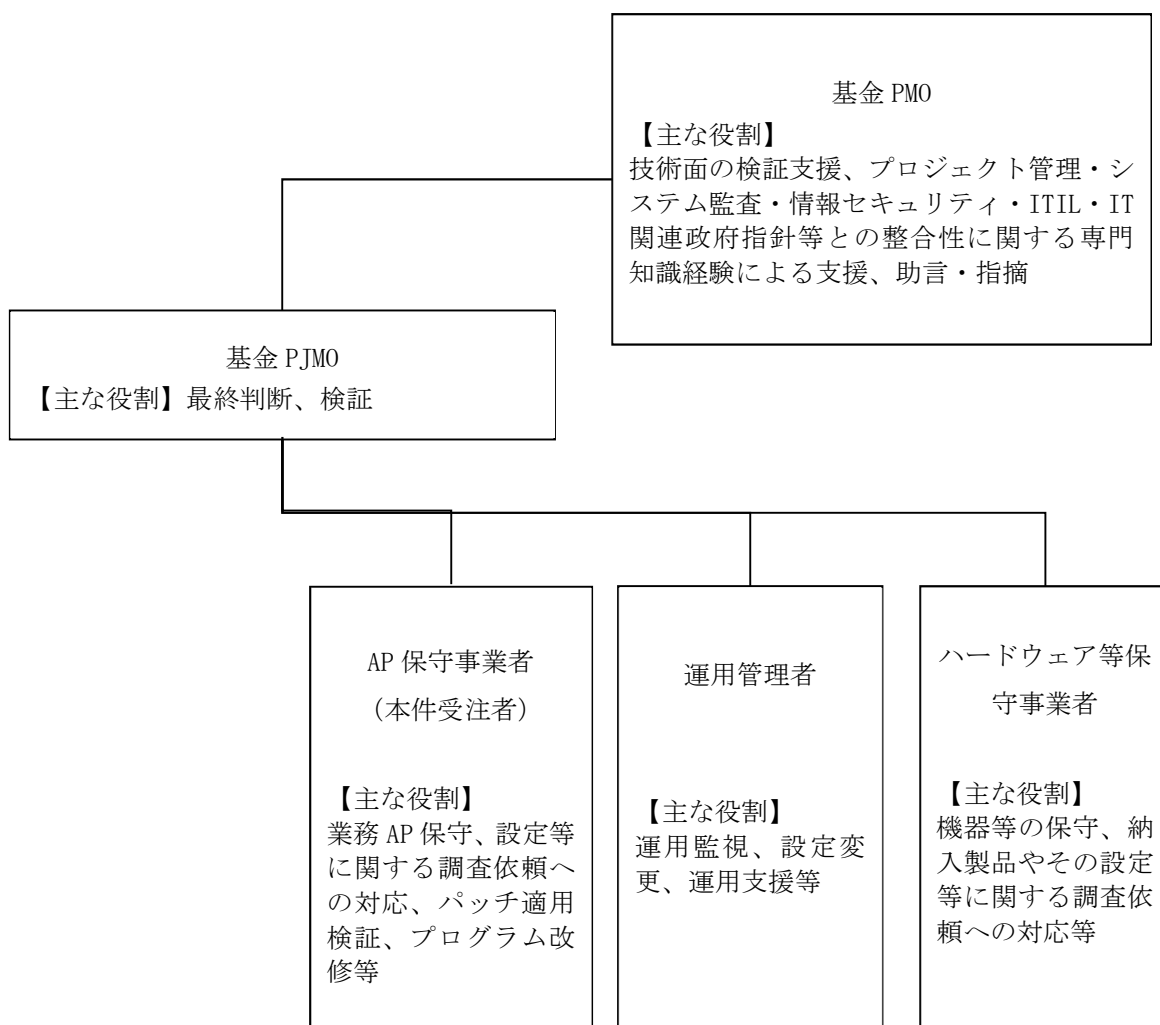 基金 PMO
【主な役割】
技術面の検証支援、プロジェクト管理・シ
ステム監査・情報セキュリティ・ITIL・IT
関連政府指針等との整合性に関する専門
知識経験による支援、助言・指摘
基金 PJMO
【主な役割】最終判断、検証
AP 保守事業者
（本件受注者）
【主な役割】
業務 AP 保守、設定等
に関する調査依頼へ
の対応、パッチ適用
検証、プログラム改
修等
運用管理者
【主な役割】
運用監視、設定変
更、運用支援等
ハードウェア等保
守事業者
【主な役割】
機器等の保守、納
入製品やその設定
等に関する調査依
頼への対応等